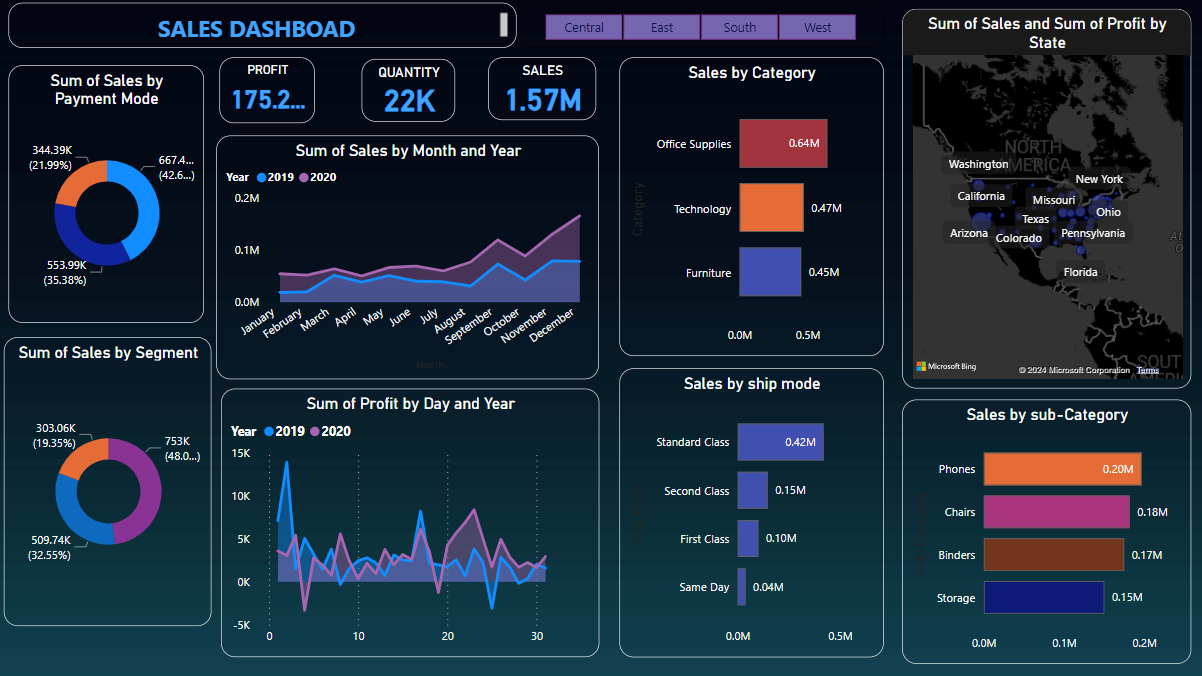 SALES DASHBOAD
Central
East
South
West
Sum of Sales by
Payment Mode
344.39K
(21.99%)
667.4...
(42.6...)
553.99K
(35.38%)
PROFIT
175.2...
QUANTITY
22K
SALES
1.57M
Sum of Sales by Month and Year
Year 2019 2020
0.2M
0.1M
0.0M
January
February
March
April
May
June
July
August
September
October
November
December
Month
Sales by Category
Category
Office Supplies 0.64M
Technology 0.47M
Furniture 0.45M
0.0M 0.5M
Sum of Sales and Sum of Profit by
State
NORTH
AMERICA
Washington
New York
California
Missouri
Ohio
Texas
Arizona
Colorado
Pennsylvania
Florida
SOUTH
Microsoft Bing
© 2024 Microsoft Corporation Terms
Sum of Sales by Segment
303.06K
(19.35%)
753K
(48.0...)
509.74K
(32.55%)
Sum of Profit by Day and Year
Year 2019 2020
15K
10K
5K
0K
-5K
0 10 20 30
Sales by ship mode
Standard Class 0.42M
Second Class 0.15M
First Class 0.10M
Same Day 0.04M
0.0M 0.5M
Sales by sub-Category
Phones 0.20M
Chairs 0.18M
Binders 0.17M
Storage 0.15M
0.0M 0.1M 0.2M